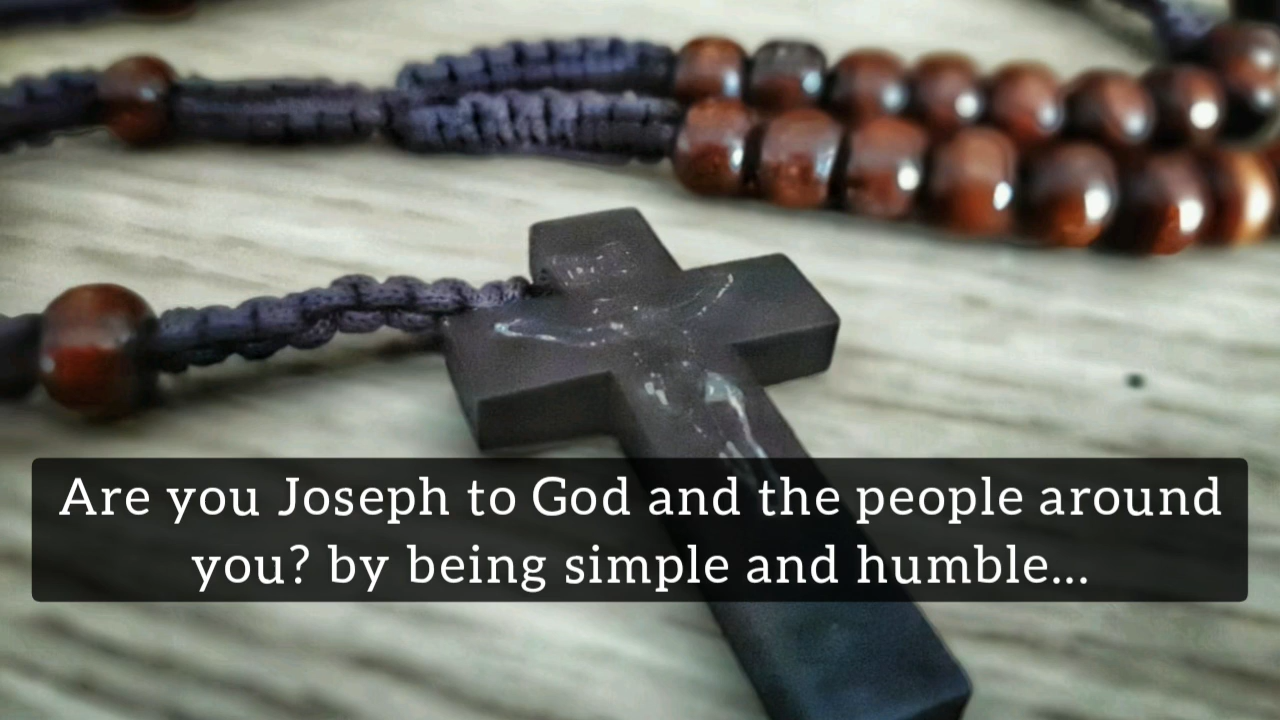 Are you Joseph to God and the people around
you? by being simple and humble...